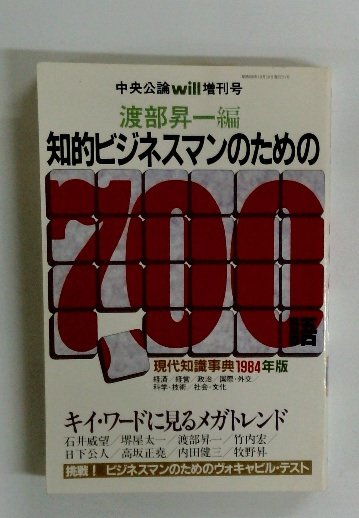 中央公論will増刊号
渡部昇一編
知的ビジネスマンのための
700
語
現代知識事典1984年版
経済/経営/政治/国際・外交/
科学・技術/社会・文化
キイ・ワードに見るメガトレンド
石井威望/堺屋太一/渡部昇一/竹内宏/
日下公人/高坂正堯/内田健三/牧野昇
挑戦! ビジネスマンのためのヴォキャビル・テスト